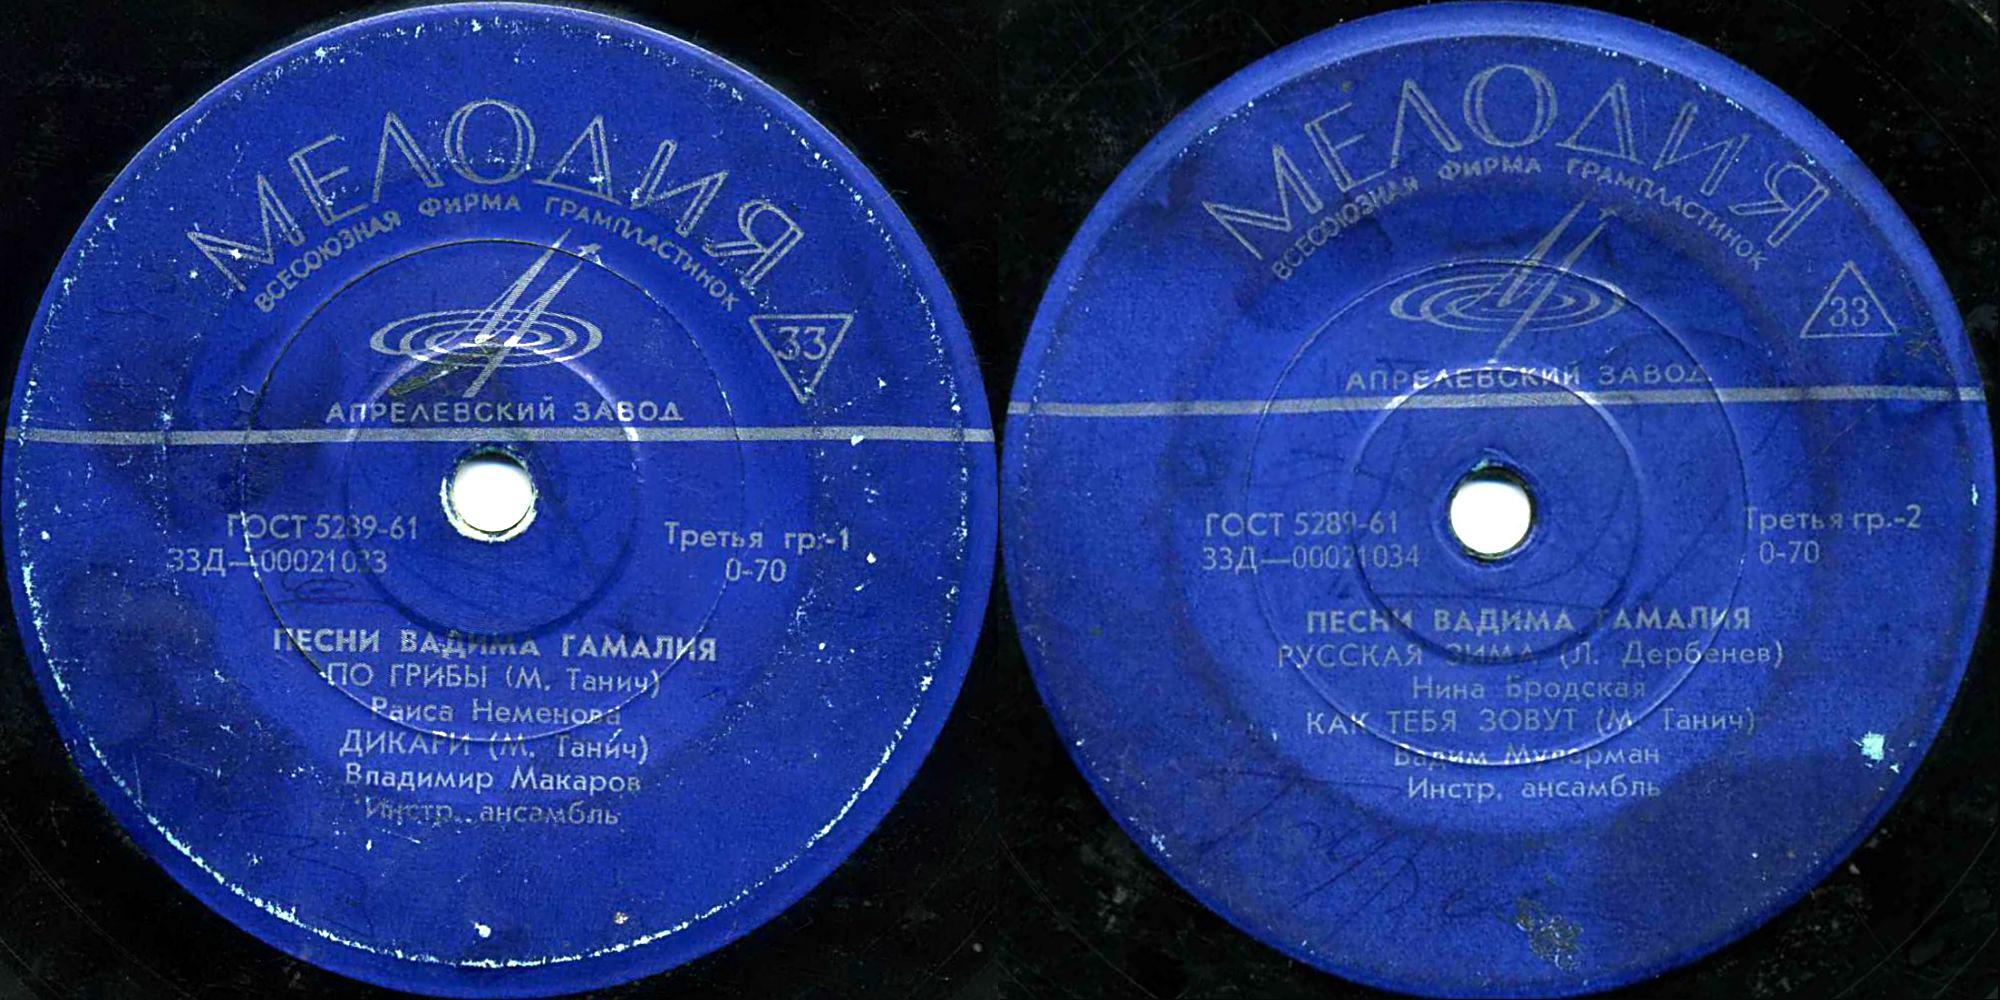 МЕЛОДИЯ
ВСЕСОЮЗНАЯ ФИРМА ГРАМПЛАСТИНОК
33
АПРЕЛЕВСКИЙ ЗАВОД
ГОСТ 5289-61
33Д—00021033
Третья гр.-1
0-70
ПЕСНИ ВАДИМА ГАМАЛИЯ
ПО ГРИБЫ (М. Танич)
Раиса Неменова
ДИКАРИ (М. Танич)
Владимир Макаров
Инстр. ансамбль
МЕЛОДИЯ
ВСЕСОЮЗНАЯ ФИРМА ГРАМПЛАСТИНОК
33
АПРЕЛЕВСКИЙ ЗАВОД
ГОСТ 5289-61
33Д—00021034
Третья гр.-2
0-70
ПЕСНИ ВАДИМА ГАМАЛИЯ
РУССКАЯ ЗИМА (Л. Дербенев)
Нина Бродская
КАК ТЕБЯ ЗОВУТ (М. Танич)
Вадим Мулерман
Инстр. ансамбль